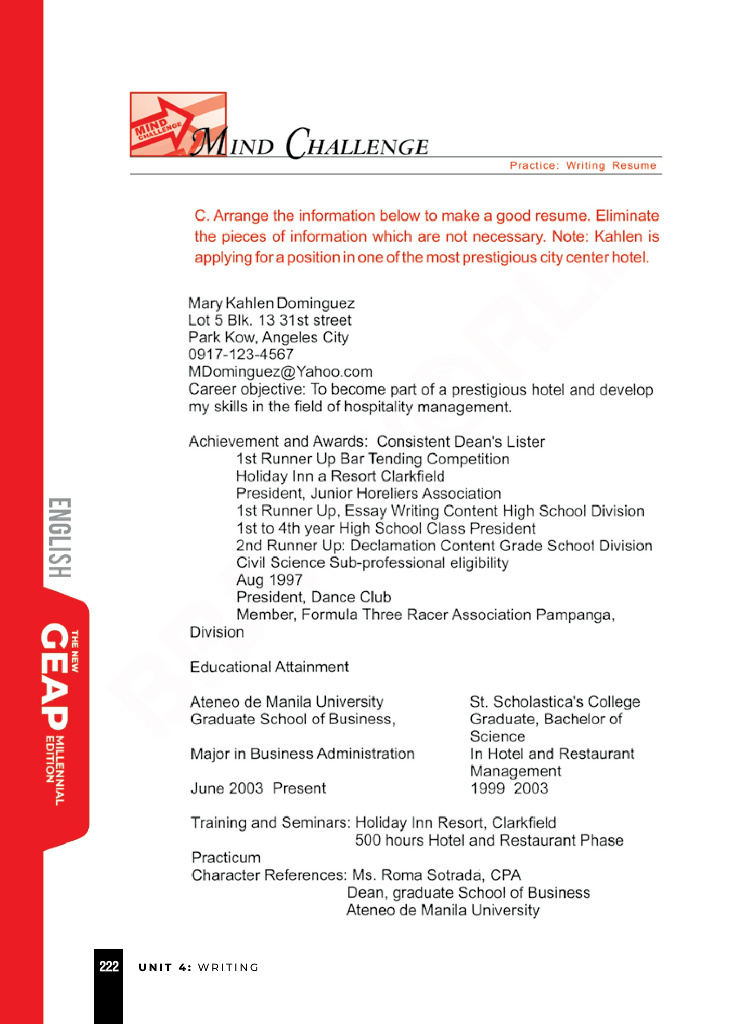 MIND
CHALLENGE
MIND CHALLENGE
Practice: Writing Resume
C. Arrange the information below to make a good resume. Eliminate
the pieces of information which are not necessary. Note: Kahlen is
applying for a position in one of the most prestigious city center hotel.
Mary Kahlen Dominguez
Lot 5 Blk. 13 31st street
Park Kow, Angeles City
0917-123-4567
MDominguez@Yahoo.com
Career objective: To become part of a prestigious hotel and develop
my skills in the field of hospitality management.
Achievement and Awards: Consistent Dean's Lister
1st Runner Up Bar Tending Competition
Holiday Inn a Resort Clarkfield
President, Junior Horeliers Association
1st Runner Up, Essay Writing Content High School Division
1st to 4th year High School Class President
2nd Runner Up: Declamation Content Grade School Division
Civil Science Sub-professional eligibility
Aug 1997
President, Dance Club
Member, Formula Three Racer Association Pampanga,
Division
Educational Attainment
Ateneo de Manila University
Graduate School of Business,
Major in Business Administration
June 2003 Present
St. Scholastica's College
Graduate, Bachelor of
Science
In Hotel and Restaurant
Management
1999 2003
Training and Seminars: Holiday Inn Resort, Clarkfield
500 hours Hotel and Restaurant Phase
Practicum
Character References: Ms. Roma Sotrada, CPA
Dean, graduate School of Business
Ateneo de Manila University
ENGLISH
THE NEW
GEAP
MILLENNIAL
EDITION
222 UNIT 4: WRITING